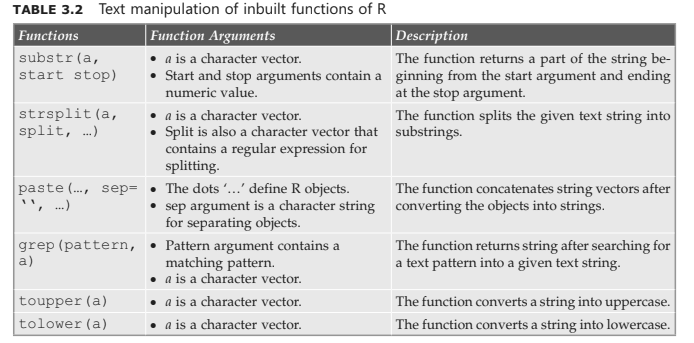 TABLE 3.2 Text manipulation of inbuilt functions of R
Functions Function Arguments Description
substr(a, start stop)
• a is a character vector.
• Start and stop arguments contain a
numeric value.
The function returns a part of the string be-
ginning from the start argument and ending
at the stop argument.
strsplit(a, split, …)
• a is a character vector.
• Split is also a character vector that
contains a regular expression for
splitting.
The function splits the given text string into
substrings.
paste(…, sep= ‘‘, …)
• The dots ‘…’ define R objects.
• sep argument is a character string
for separating objects.
The function concatenates string vectors after
converting the objects into strings.
grep(pattern, a)
• Pattern argument contains a
matching pattern.
• a is a character vector.
The function returns string after searching for
a text pattern into a given text string.
toupper(a)
• a is a character vector.
The function converts a string into uppercase.
tolower(a)
• a is a character vector.
The function converts a string into lowercase.